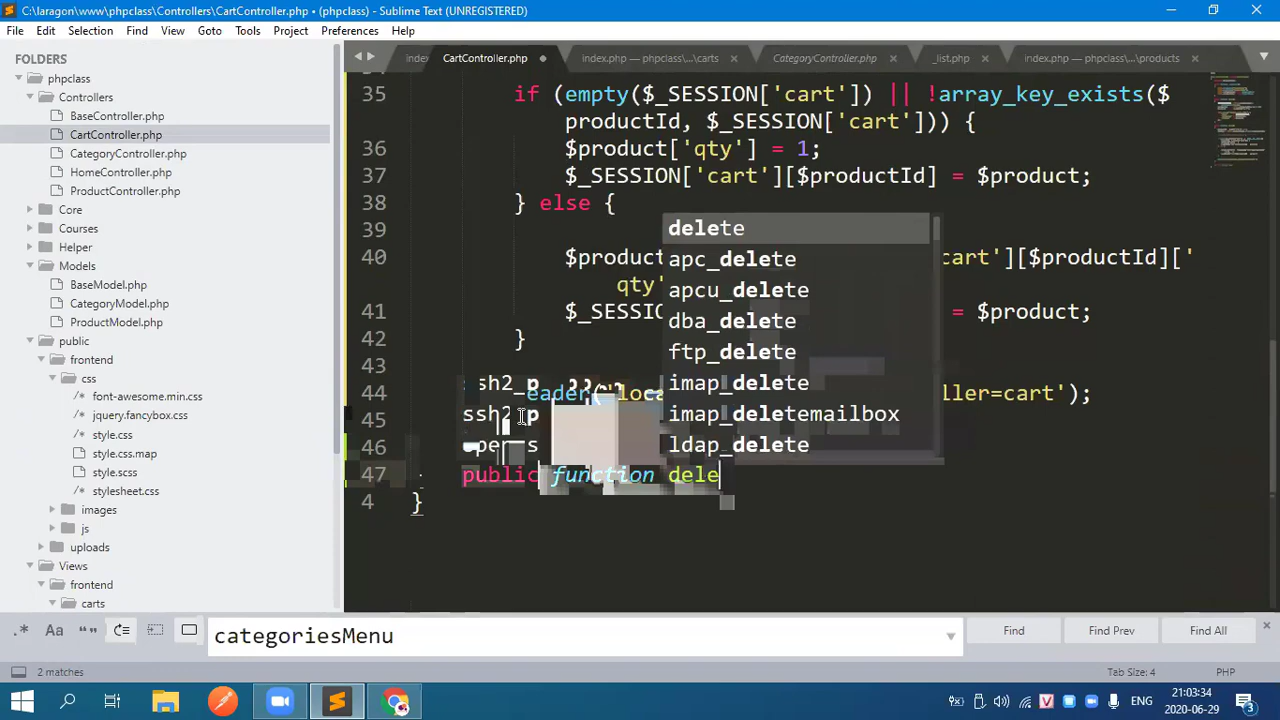 C:\laragon\www\phpclass\Controllers\CartController.php • (phpclass) - Sublime Text (UNREGISTERED)
File Edit Selection Find View Goto Tools Project Preferences Help
FOLDERS
phpclass
Controllers
BaseController.php
CartController.php
CategoryController.php
HomeController.php
ProductController.php
Core
Courses
Helper
Models
BaseModel.php
CategoryModel.php
ProductModel.php
public
frontend
css
font-awesome.min.css
jquery.fancybox.css
style.css
style.css.map
style.scss
stylesheet.css
images
js
uploads
Views
frontend
carts
CartController.php index.php — phpclass\...\carts CategoryController.php _list.php index.php — phpclass\...\products
35 if (empty($_SESSION['cart']) || !array_key_exists($
productId, $_SESSION['cart'])) {
36 $product['qty'] = 1;
37 $_SESSION['cart'][$productId] = $product;
38 } else {
39
40 $produc cart'][$productId]['
qty'
41 $_SESSIO = $product;
42 }
43
44 eader('loca ller=cart');
45
46
47 public function dele
4 }
delete
apc_delete
apcu_delete
dba_delete
ftp_delete
imap_delete
imap_deletemailbox
ldap_delete
categoriesMenu
Find Find Prev Find All
2 matches Tab Size: 4 PHP
ENG 21:03:34 2020-06-29 3